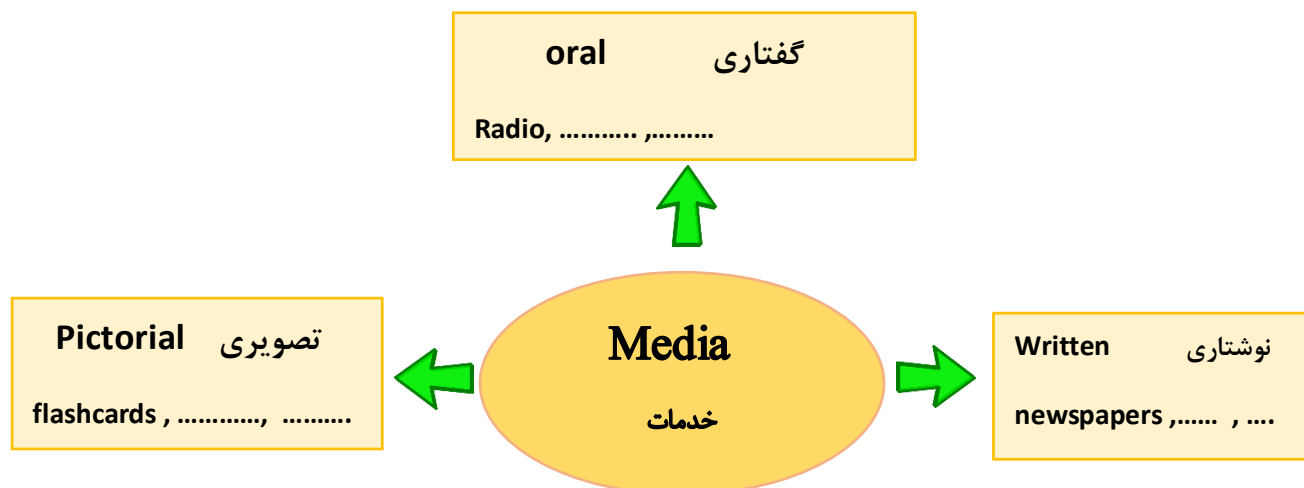 oral گفتاری
Radio, ……….. ,………
Pictorial تصویری
flashcards , …………, ……….
Media
خدمات
Written نوشتاری
newspapers ,…… , ….